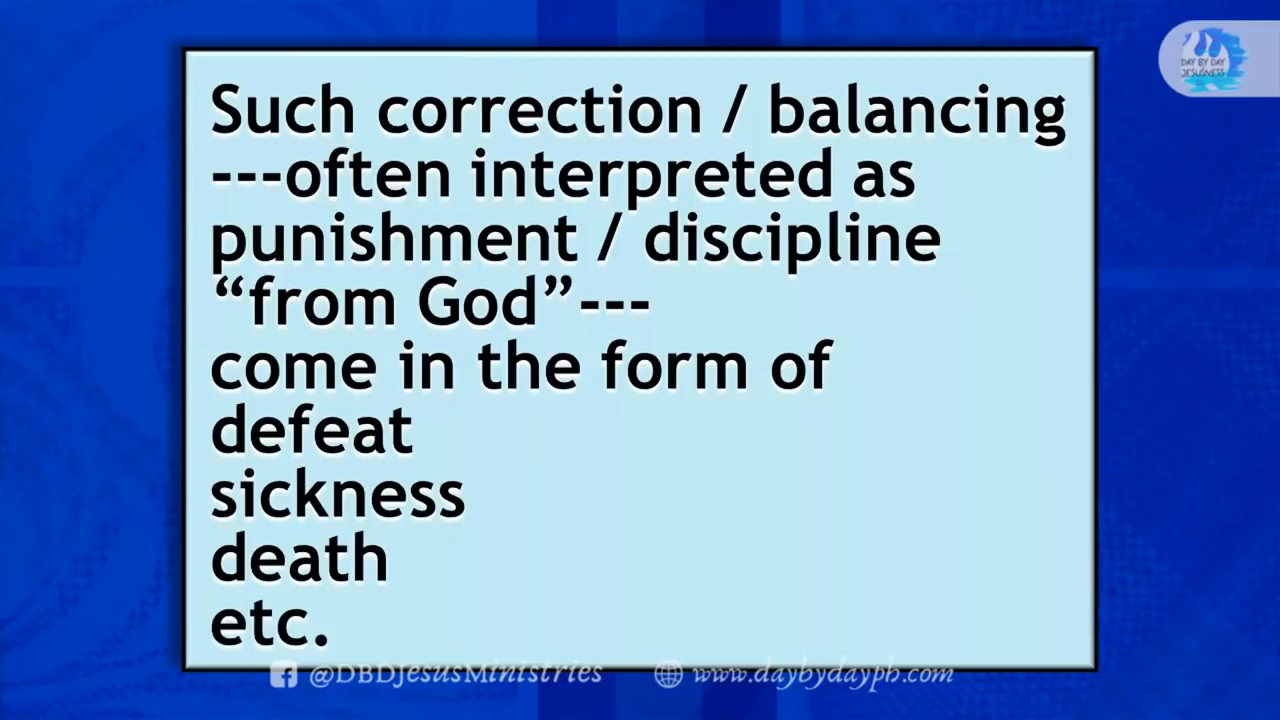 DAY BY DAY
JESUSNESS
Such correction / balancing
---often interpreted as
punishment / discipline
“from God”---
come in the form of
defeat
sickness
death
etc.
@DBDJesusMinistries www.daybydayph.com